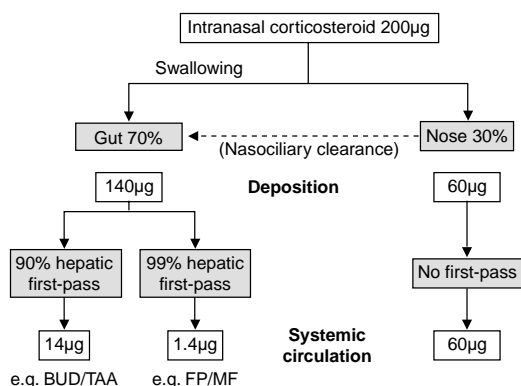 Intranasal corticosteroid 200µg
Swallowing
Gut 70%
Nose 30%
(Nasociliary clearance)
140µg
Deposition
60µg
90% hepatic
first-pass
99% hepatic
first-pass
No first-pass
14µg
1.4µg
Systemic
circulation
60µg
e.g. BUD/TAA
e.g. FP/MF